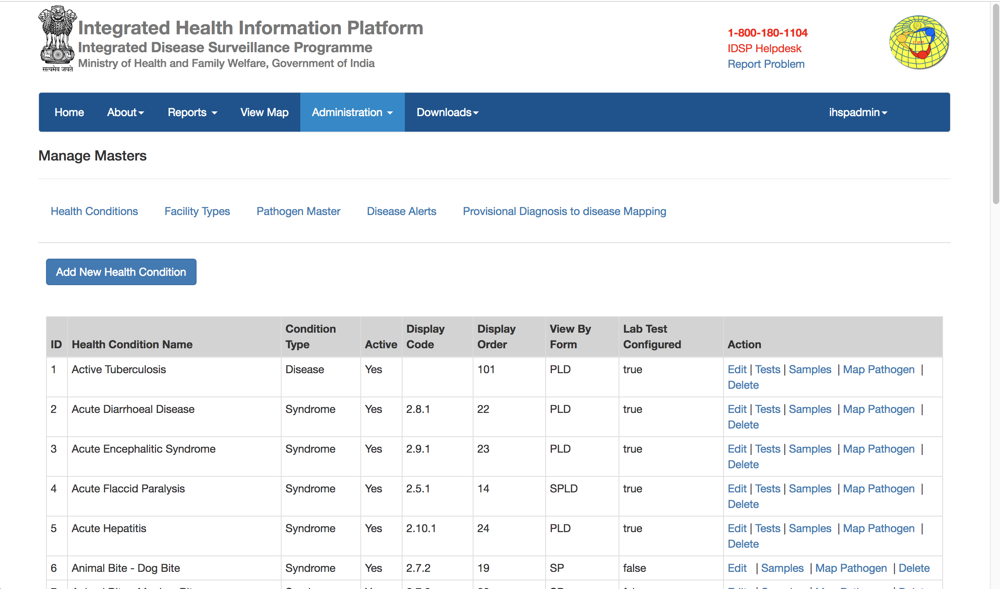 Integrated Health Information Platform
Integrated Disease Surveillance Programme
Ministry of Health and Family Welfare, Government of India
सत्यमेव जयते
1-800-180-1104
IDSP Helpdesk
Report Problem
IDSP
Home About Reports View Map Administration Downloads ihspadmin
Manage Masters
Health Conditions Facility Types Pathogen Master Disease Alerts Provisional Diagnosis to disease Mapping
Add New Health Condition
ID Health Condition Name Condition Type Active Display Code Display Order View By Form Lab Test Configured Action
1 Active Tuberculosis Disease Yes 101 PLD true Edit | Tests | Samples | Map Pathogen |
Delete
2 Acute Diarrhoeal Disease Syndrome Yes 2.8.1 22 PLD true Edit | Tests | Samples | Map Pathogen |
Delete
3 Acute Encephalitic Syndrome Syndrome Yes 2.9.1 23 PLD true Edit | Tests | Samples | Map Pathogen |
Delete
4 Acute Flaccid Paralysis Syndrome Yes 2.5.1 14 SPLD true Edit | Tests | Samples | Map Pathogen |
Delete
5 Acute Hepatitis Syndrome Yes 2.10.1 24 PLD true Edit | Tests | Samples | Map Pathogen |
Delete
6 Animal Bite - Dog Bite Syndrome Yes 2.7.2 19 SP false Edit | Samples | Map Pathogen | Delete